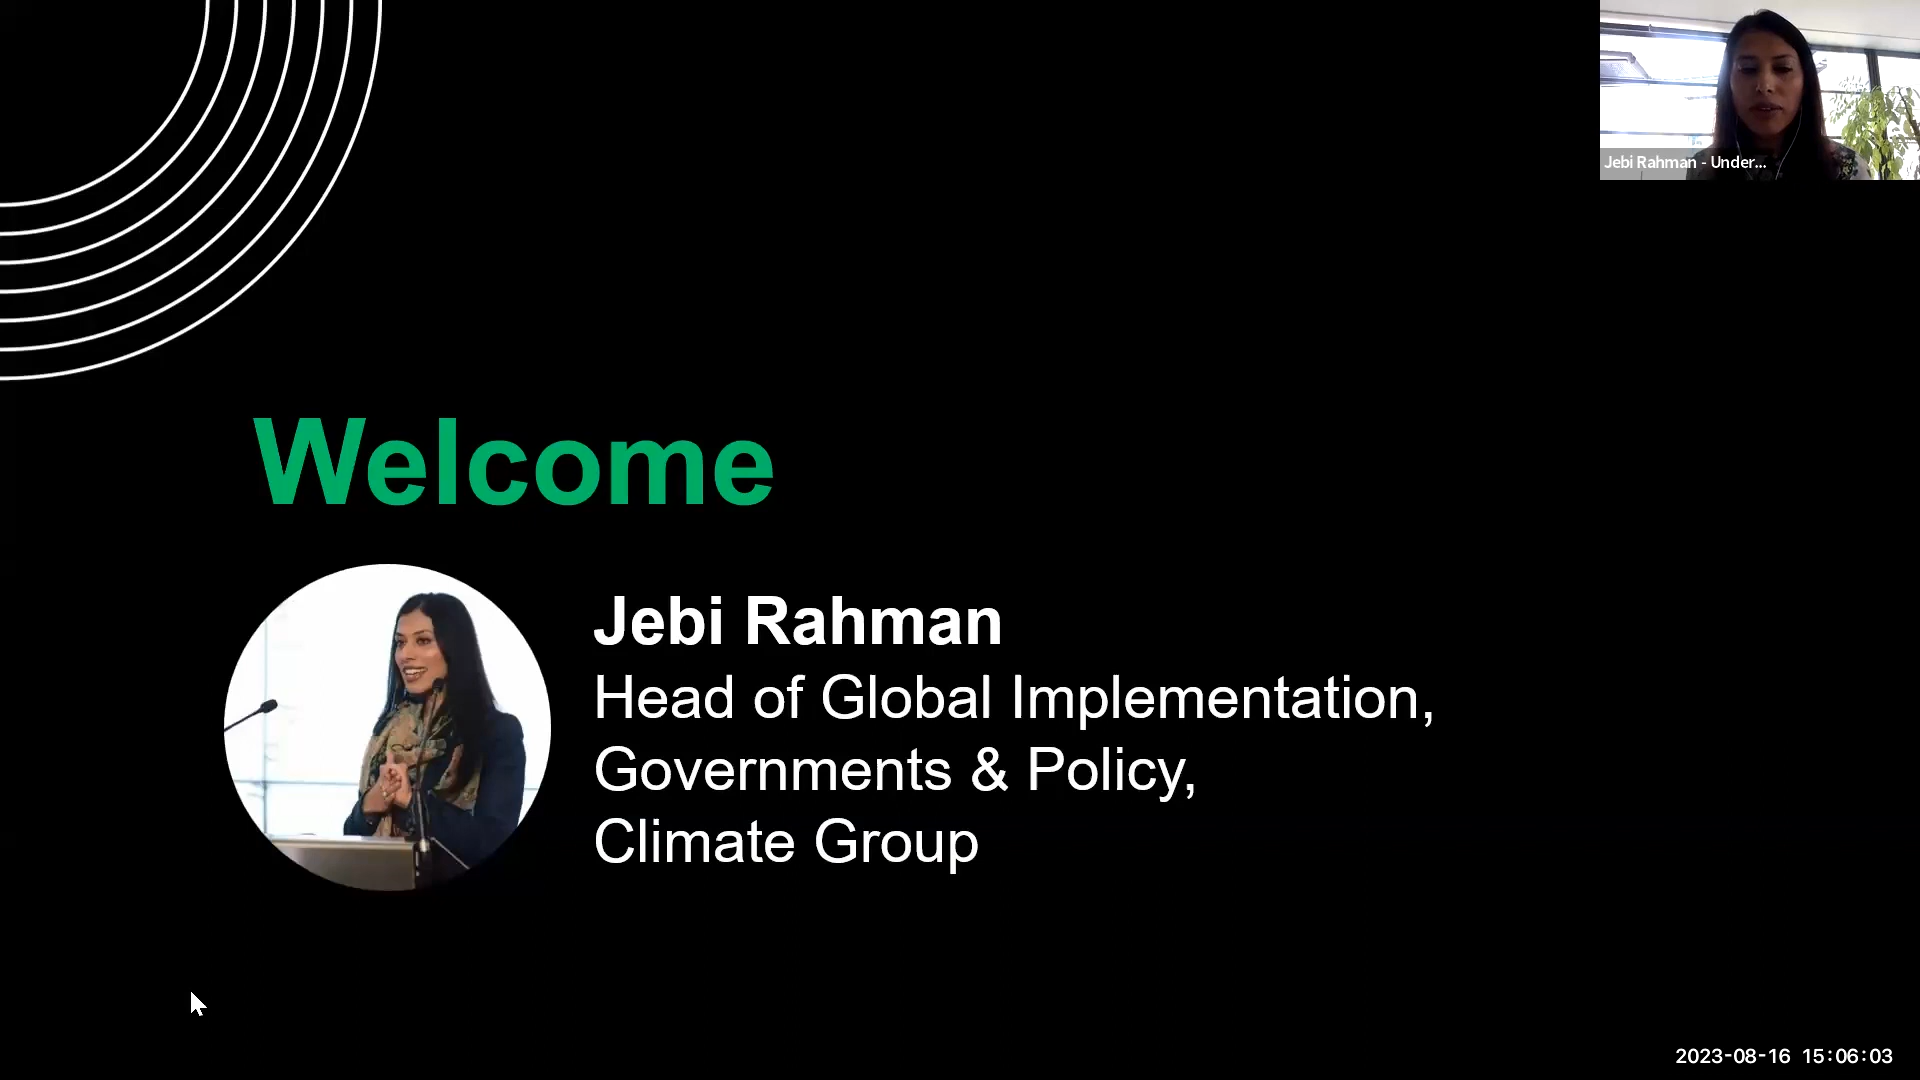 Jebi Rahman - Under...
Welcome
Jebi Rahman
Head of Global Implementation,
Governments & Policy,
Climate Group
2023-08-16 15:06:03